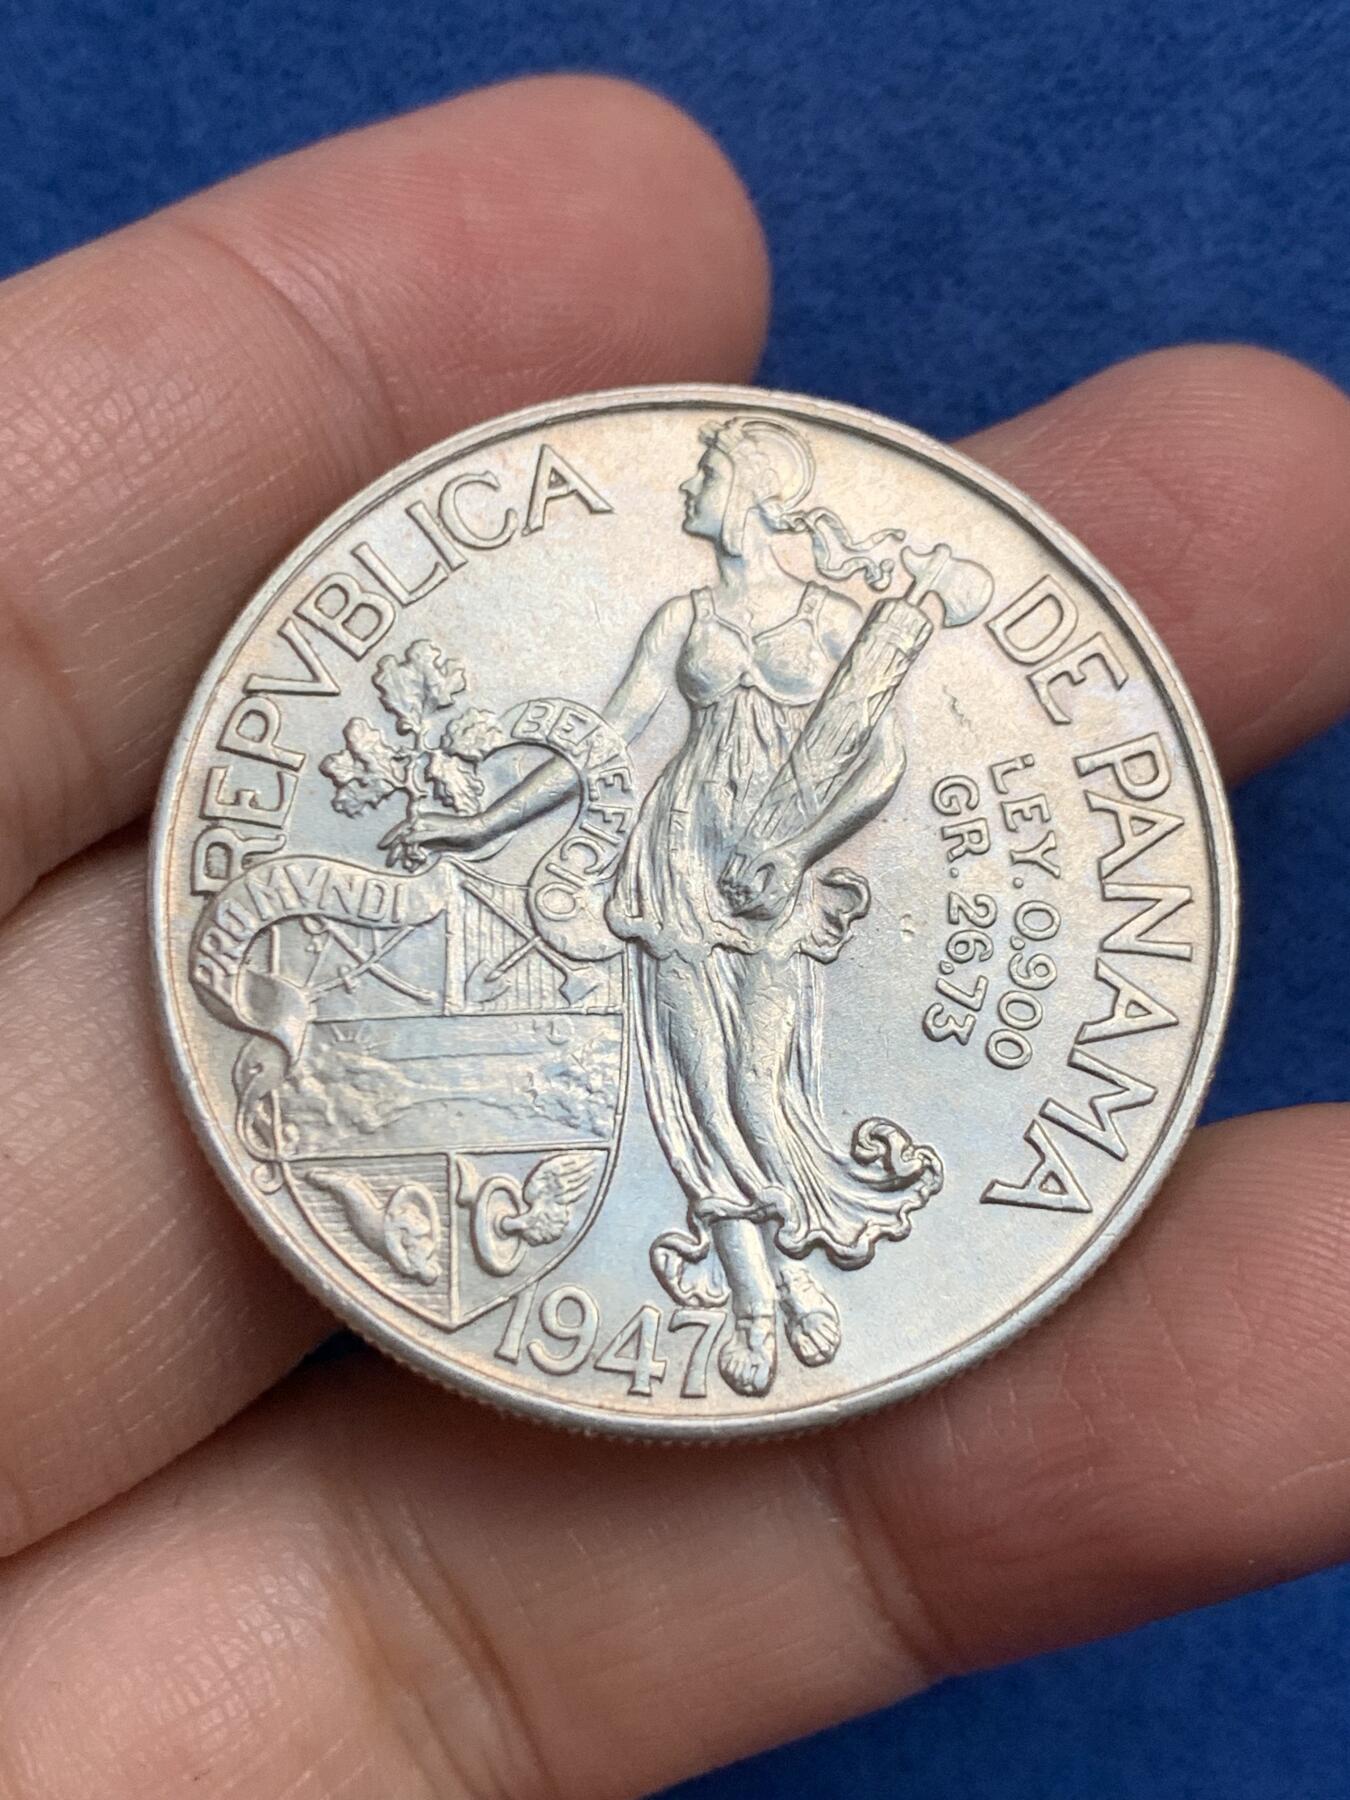 REPVBLICA DE PANAMA
BENEFICIO
PRO MVNDI
LEY. 0.900
GR. 26,73
1947